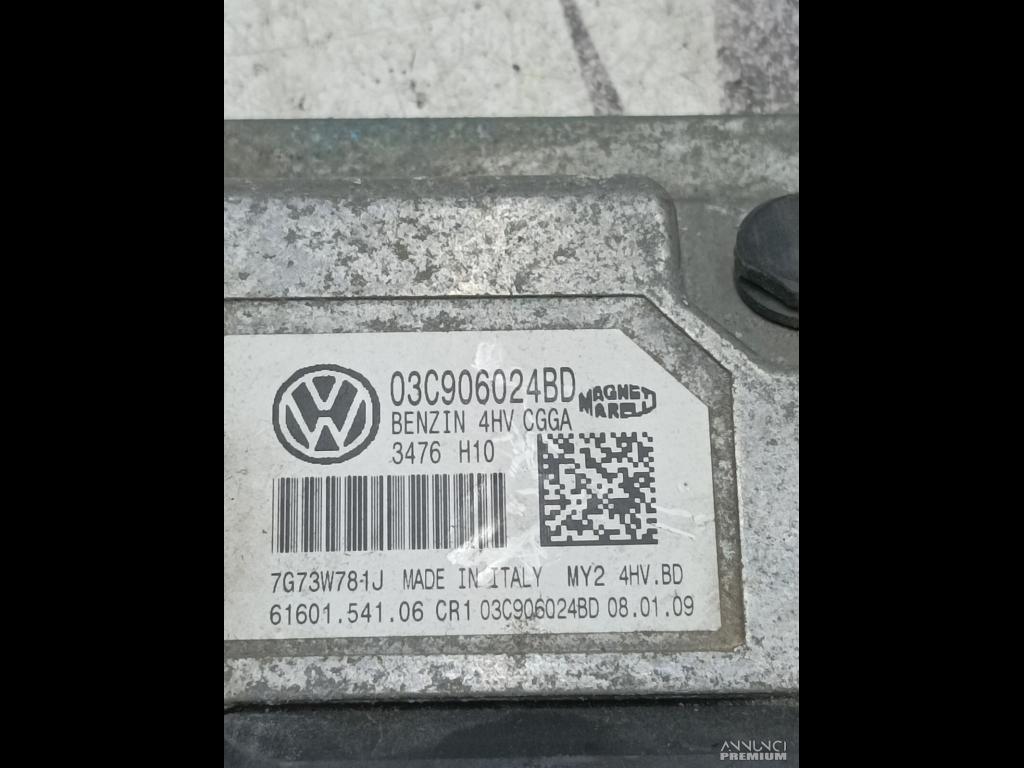 03C906024BD
MAGNETI
MARELLI
BENZIN 4HV CGGA
3476 H10
7G73W781J MADE IN ITALY MY2 4HV.BD
61601.541.06 CR1 03C906024BD 08.01.09
ANNUNCI
PREMIUM